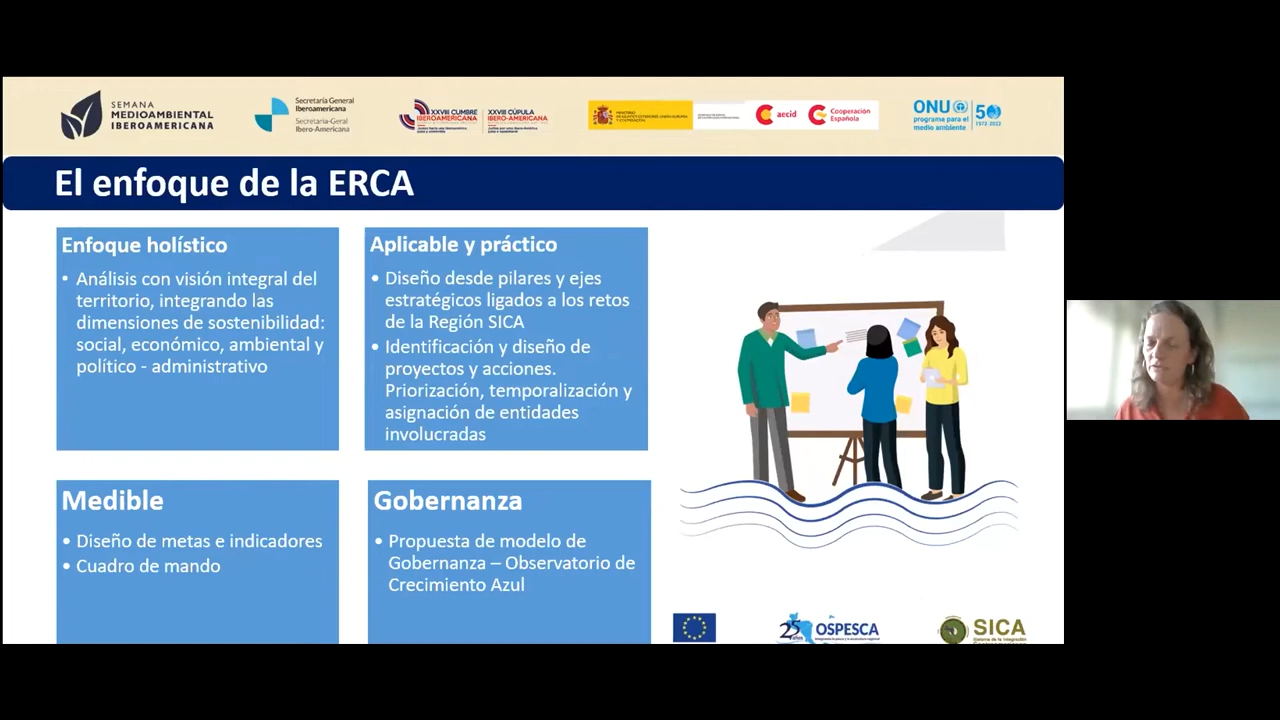 SEMANA
MEDIOAMBIENTAL
IBEROAMERICANA
Secretaría General
Iberoamericana
Secretaria-Geral
Ibero-Americana
XXVIII CUMBRE
IBEROAMERICANA
XXVIII CÚPULA
IBERO-AMERICANA
aecid
Cooperación
Española
ONU
programa para el
medio ambiente
50
1972-2022
El enfoque de la ERCA
Enfoque holístico
• Análisis con visión integral del
territorio, integrando las
dimensiones de sostenibilidad:
social, económico, ambiental y
político - administrativo
Aplicable y práctico
• Diseño desde pilares y ejes
estratégicos ligados a los retos
de la Región SICA
• Identificación y diseño de
proyectos y acciones.
Priorización, temporalización y
asignación de entidades
involucradas
Medible
• Diseño de metas e indicadores
• Cuadro de mando
Gobernanza
• Propuesta de modelo de
Gobernanza – Observatorio de
Crecimiento Azul
25 años
OSPESCA
SICA